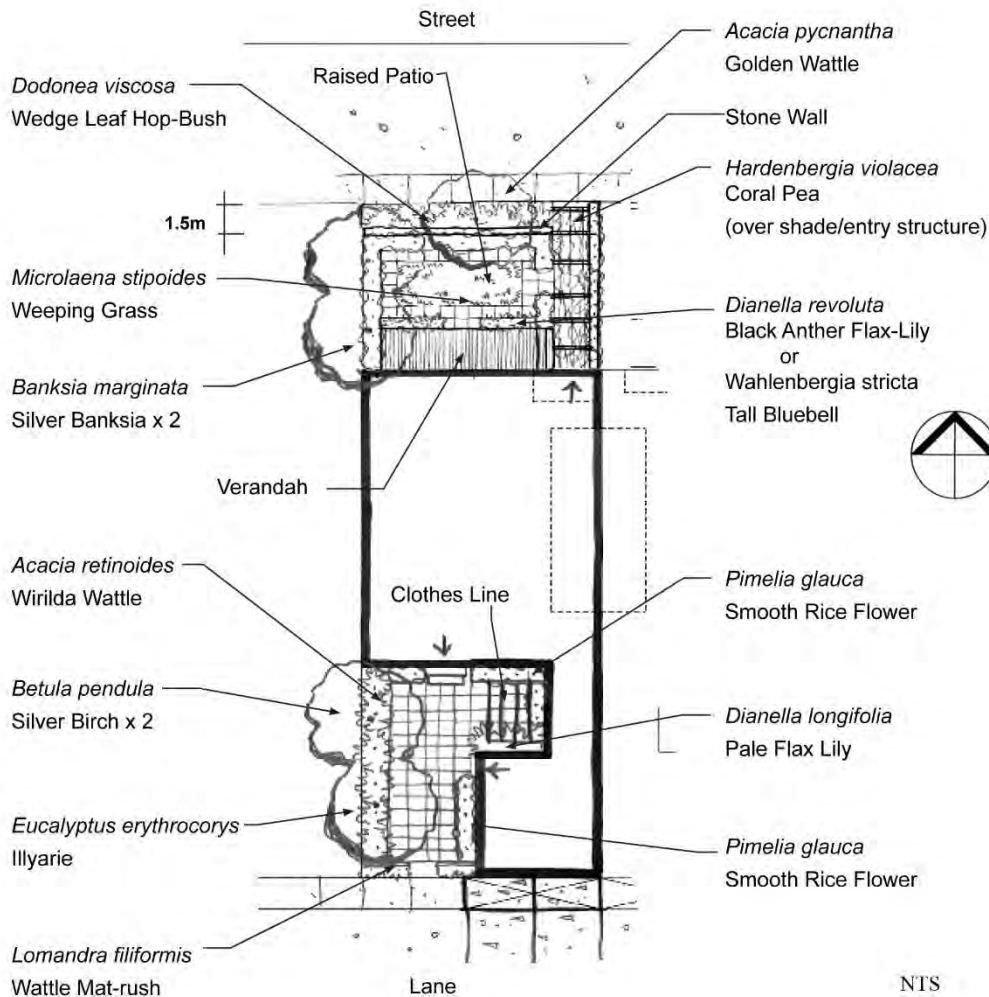 Street
Acacia pycnantha
Golden Wattle
Raised Patio
Dodonea viscosa
Wedge Leaf Hop-Bush
Stone Wall
Hardenbergia violacea
Coral Pea
(over shade/entry structure)
1.5m
Microlaena stipoides
Weeping Grass
Dianella revoluta
Black Anther Flax-Lily
or
Wahlenbergia stricta
Tall Bluebell
Banksia marginata
Silver Banksia x 2
Verandah
Acacia retinoides
Wirilda Wattle
Clothes Line
Pimelia glauca
Smooth Rice Flower
Betula pendula
Silver Birch x 2
Dianella longifolia
Pale Flax Lily
Eucalyptus erythrocorys
Illyarie
Pimelia glauca
Smooth Rice Flower
Lomandra filiformis
Wattle Mat-rush
Lane
NTS